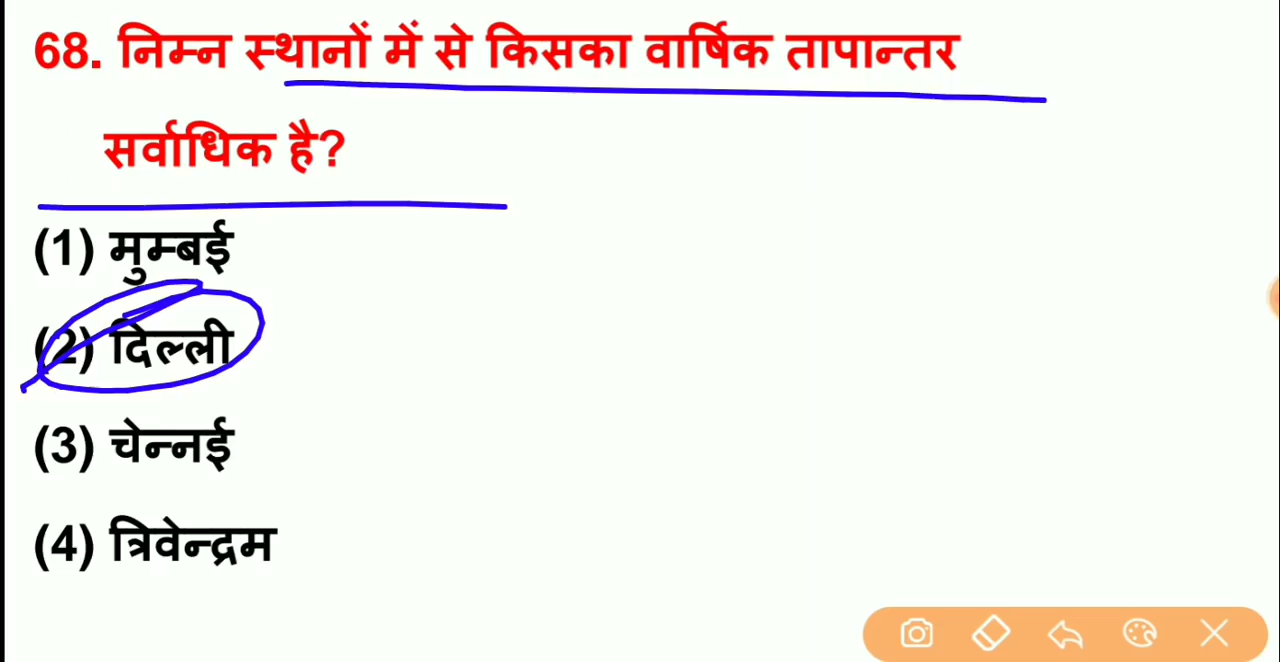 68. निम्न स्थानों में से किसका वार्षिक तापान्तर
सर्वाधिक है?
(1) मुम्बई
(2) दिल्ली
(3) चेन्नई
(4) त्रिवेन्द्रम